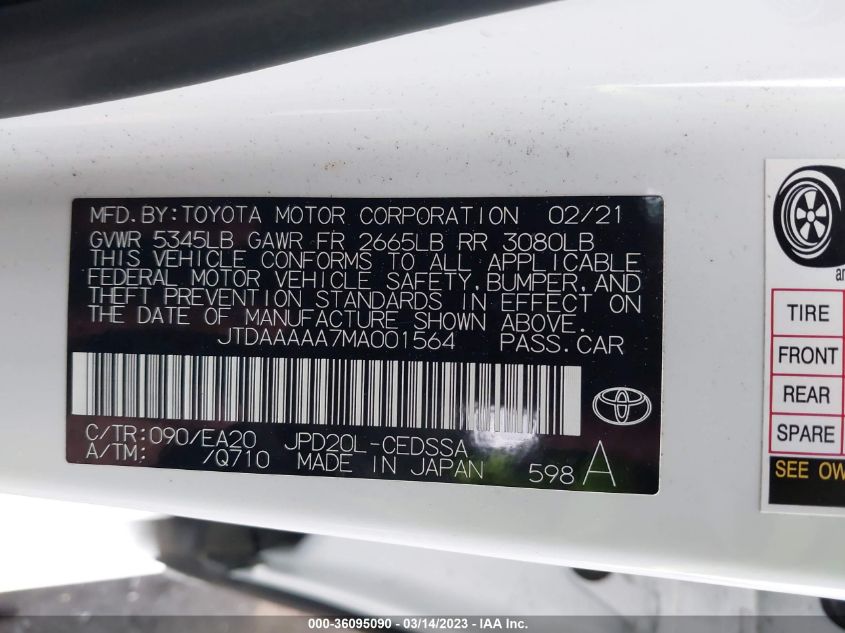 MFD.BY:TOYOTA MOTOR CORPORATION 02/21
GVWR 5345LB GAWR FR 2665LB RR 3080LB
THIS VEHICLE CONFORMS TO ALL APPLICABLE
FEDERAL MOTOR VEHICLE SAFETY,BUMPER,AND
THEFT PREVENTION STANDARDS IN EFFECT ON
THE DATE OF MANUFACTURE SHOWN ABOVE.
JTDAAAAA7MA001564 PASS.CAR
C/TR:090/EA20 JPD20L-CEDSSA
A/TM: /Q710 MADE IN JAPAN 598 A
TIRE
FRONT
REAR
SPARE
SEE
000-36095090 - 03/14/2023 - IAA Inc.